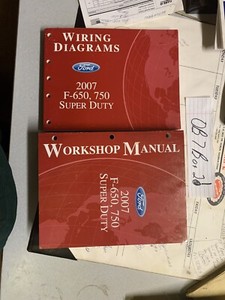 WIRING
DIAGRAMS
Ford
2007
F-650, 750
SUPER DUTY
WORKSHOP MANUAL
2007
F-650, 750
SUPER DUTY
Ford